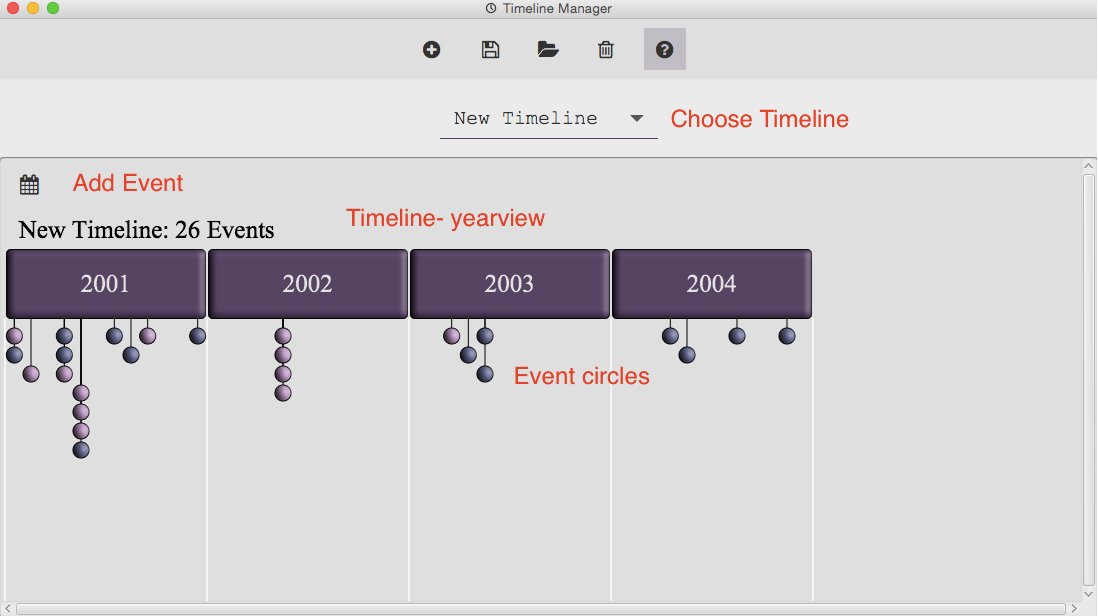 Timeline Manager
New Timeline
Choose Timeline
Add Event
Timeline- yearview
New Timeline: 26 Events
2001 2002 2003 2004
Event circles